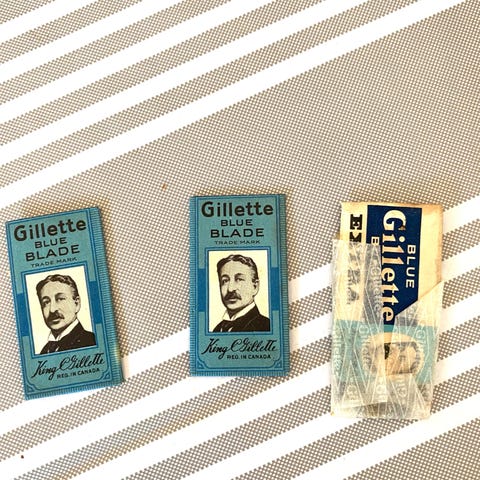 Gillette
BLUE
BLADE
TRADE MARK
King C Gillette
REG. IN CANADA
Gillette
BLUE
BLADE
TRADE MARK
King C Gillette
REG. IN CANADA
BLUE
Gillette